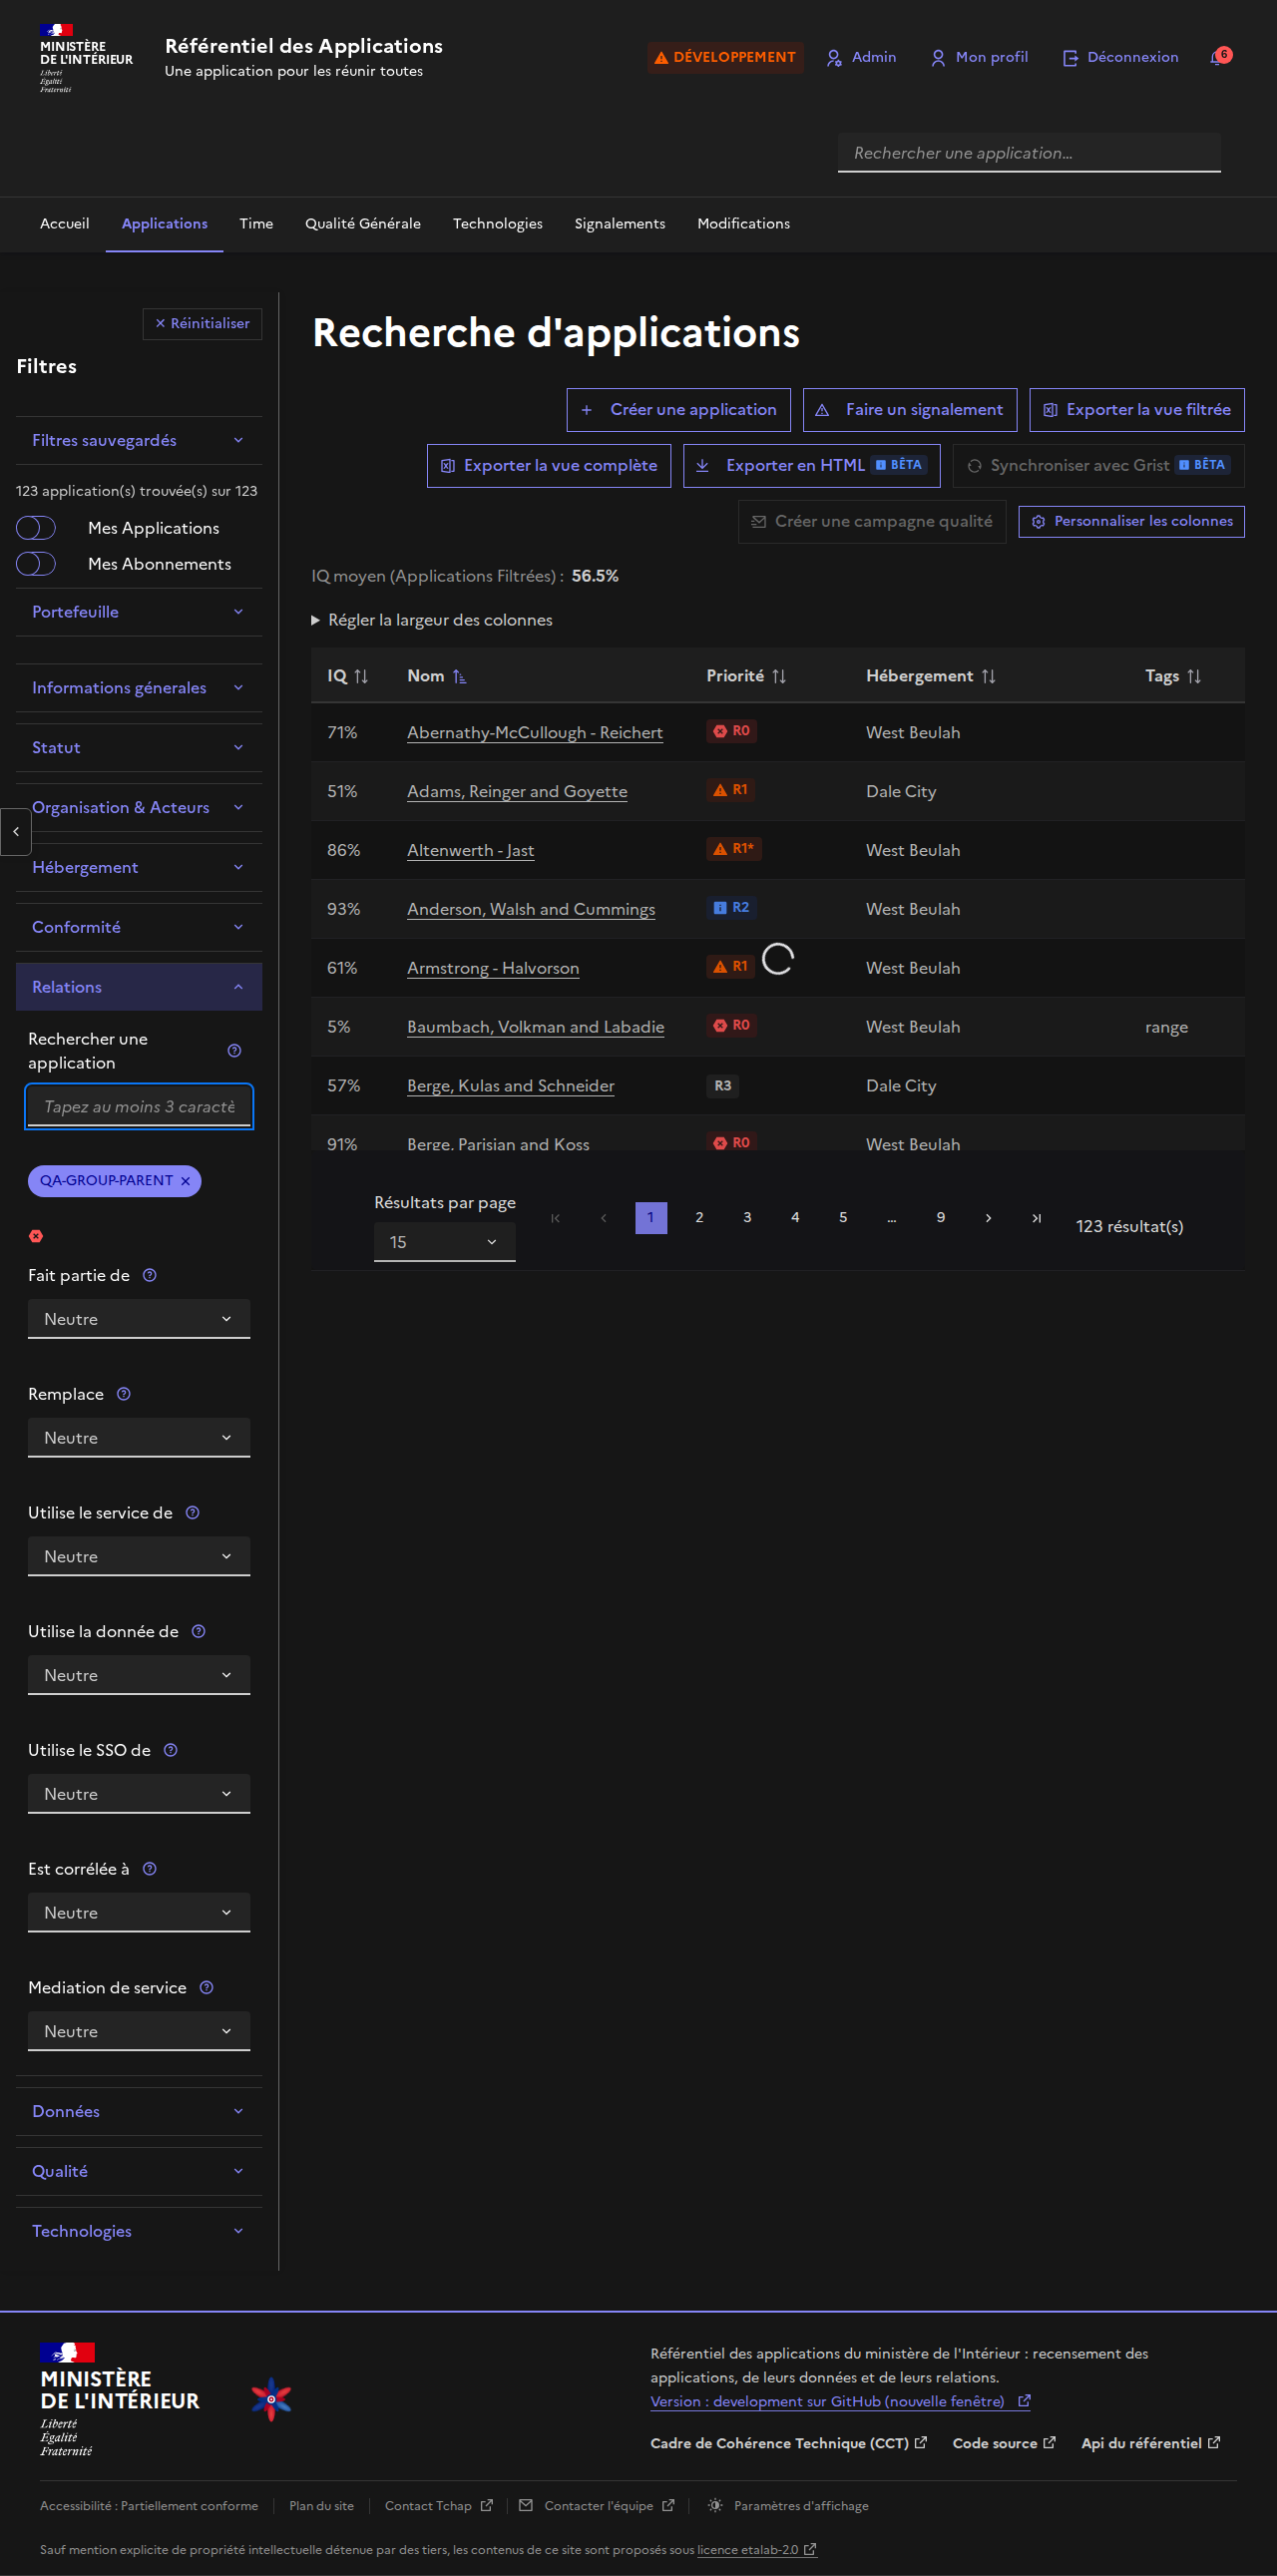 MINISTÈRE
DE L'INTÉRIEUR
Liberté
Égalité
Fraternité
Référentiel des Applications
Une application pour les réunir toutes
DÉVELOPPEMENT
Admin
Mon profil
Déconnexion
6
Rechercher une application...
Accueil
Applications
Time
Qualité Générale
Technologies
Signalements
Modifications
Réinitialiser
Filtres
Filtres sauvegardés
123 application(s) trouvée(s) sur 123
Mes Applications
Mes Abonnements
Portefeuille
Informations génerales
Statut
Organisation & Acteurs
Hébergement
Conformité
Relations
Rechercher une
application
Tapez au moins 3 caractè
QA-GROUP-PARENT
Fait partie de
Neutre
Remplace
Neutre
Utilise le service de
Neutre
Utilise la donnée de
Neutre
Utilise le SSO de
Neutre
Est corrélée à
Neutre
Mediation de service
Neutre
Données
Qualité
Technologies
Recherche d'applications
Créer une application
Faire un signalement
Exporter la vue filtrée
Exporter la vue complète
Exporter en HTML BÊTA
Synchroniser avec Grist BÊTA
Créer une campagne qualité
Personnaliser les colonnes
IQ moyen (Applications Filtrées) : 56.5%
Régler la largeur des colonnes
IQ Nom Priorité Hébergement Tags
71% Abernathy-McCullough - Reichert R0 West Beulah
51% Adams, Reinger and Goyette R1 Dale City
86% Altenwerth - Jast R1* West Beulah
93% Anderson, Walsh and Cummings R2 West Beulah
61% Armstrong - Halvorson R1 West Beulah
5% Baumbach, Volkman and Labadie R0 West Beulah range
57% Berge, Kulas and Schneider R3 Dale City
91% Berge, Parisian and Koss R0 West Beulah
Résultats par page
15
1 2 3 4 5 ... 9
123 résultat(s)
MINISTÈRE
DE L'INTÉRIEUR
Liberté
Égalité
Fraternité
Référentiel des applications du ministère de l'Intérieur : recensement des
applications, de leurs données et de leurs relations.
Version : development sur GitHub (nouvelle fenêtre)
Cadre de Cohérence Technique (CCT)
Code source
Api du référentiel
Accessibilité : Partiellement conforme
Plan du site
Contact Tchap
Contacter l'équipe
Paramètres d'affichage
Sauf mention explicite de propriété intellectuelle détenue par des tiers, les contenus de ce site sont proposés sous licence etalab-2.0